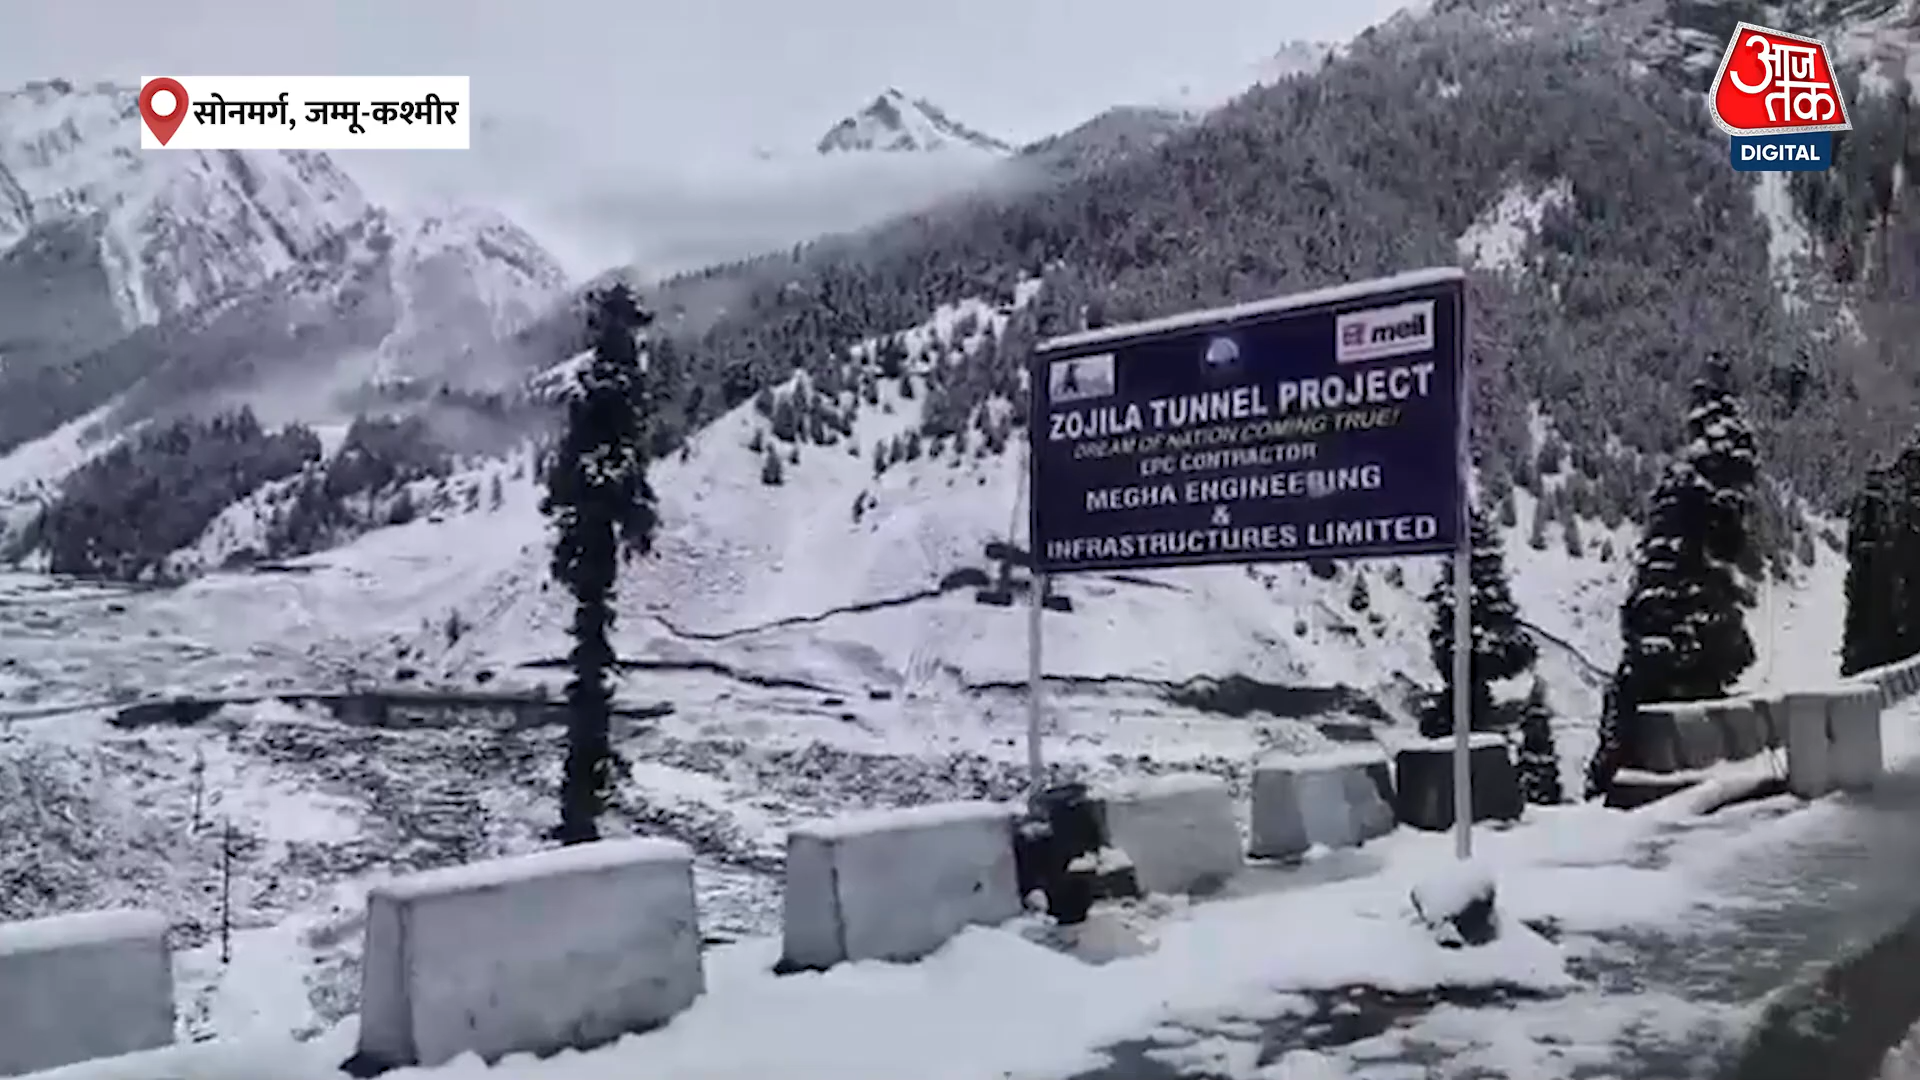 सोनमर्ग, जम्मू-कश्मीर
आज
तक
DIGITAL
meil
ZOJILA TUNNEL PROJECT
DREAM OF NATION COMING TRUE!
EPC CONTRACTOR
MEGHA ENGINEERING
&
INFRASTRUCTURES LIMITED